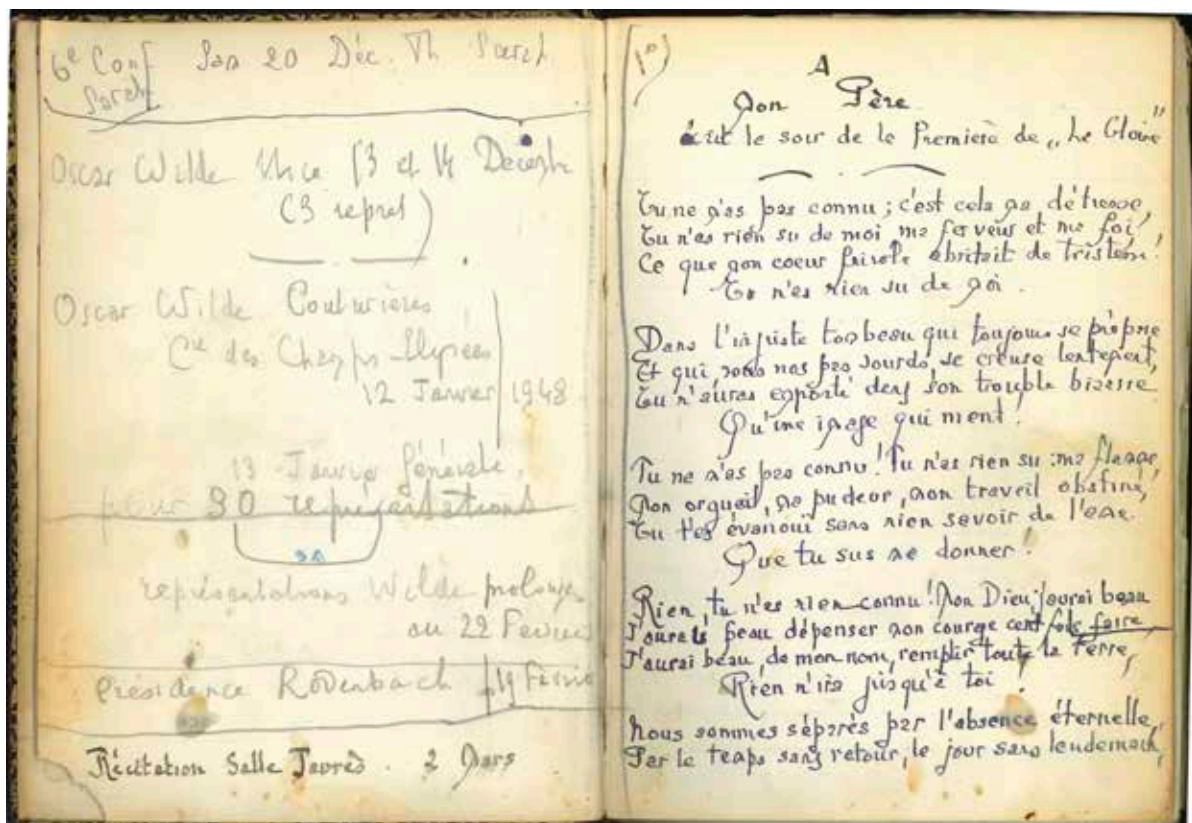 6e Conf Sam 20 Déc. Th Sarah
Sarah
Oscar Wilde Nice 13 et 14 Décembre
(3 repret)
Oscar Wilde Couturières
Cie des Champs-Elysées
12 Janvier 1948
13 Janvier Générale
pour 30 représentations
30
représentations Wilde prolongées
au 22 Fevrier
Présidence Rodenbach 19 Février
Récitation Salle Jaurès . 2 Mars
1°)
A
Mon Père
Ecrit le soir de la Première de „La Gloire"
Tu ne m'as pas connu ; c'est cela ma détresse,
Tu n'as rien su de moi, ma ferveur et ma foi,
Ce que mon coeur frivole abritait de tristesse.
Tu n'as rien su de moi.
Dans l'injuste tombeau qui toujours se
Et qui sous nos pas sourds, se creuse lentement,
Tu n'auras emporté dans son trouble
Qu'une image qui ment !
Tu ne m'as pas connu ! Tu n'as rien su : ma flamme,
Mon orgueil, ma pudeur, mon travail obstiné,
Tu t'es évanoui sans rien savoir de l'âme
Que tu sus me donner !
Rien, tu n'as rien connu ! Mon Dieu, j'aurai beau faire,
J'aurai beau dépenser mon courage cent fois,
J'aurai beau, de mon nom, remplir toute la Terre,
Rien n'ira jusqu'à toi !
Nous sommes séparés par l'absence éternelle,
Par le temps sans retour, le jour sans lendemain,